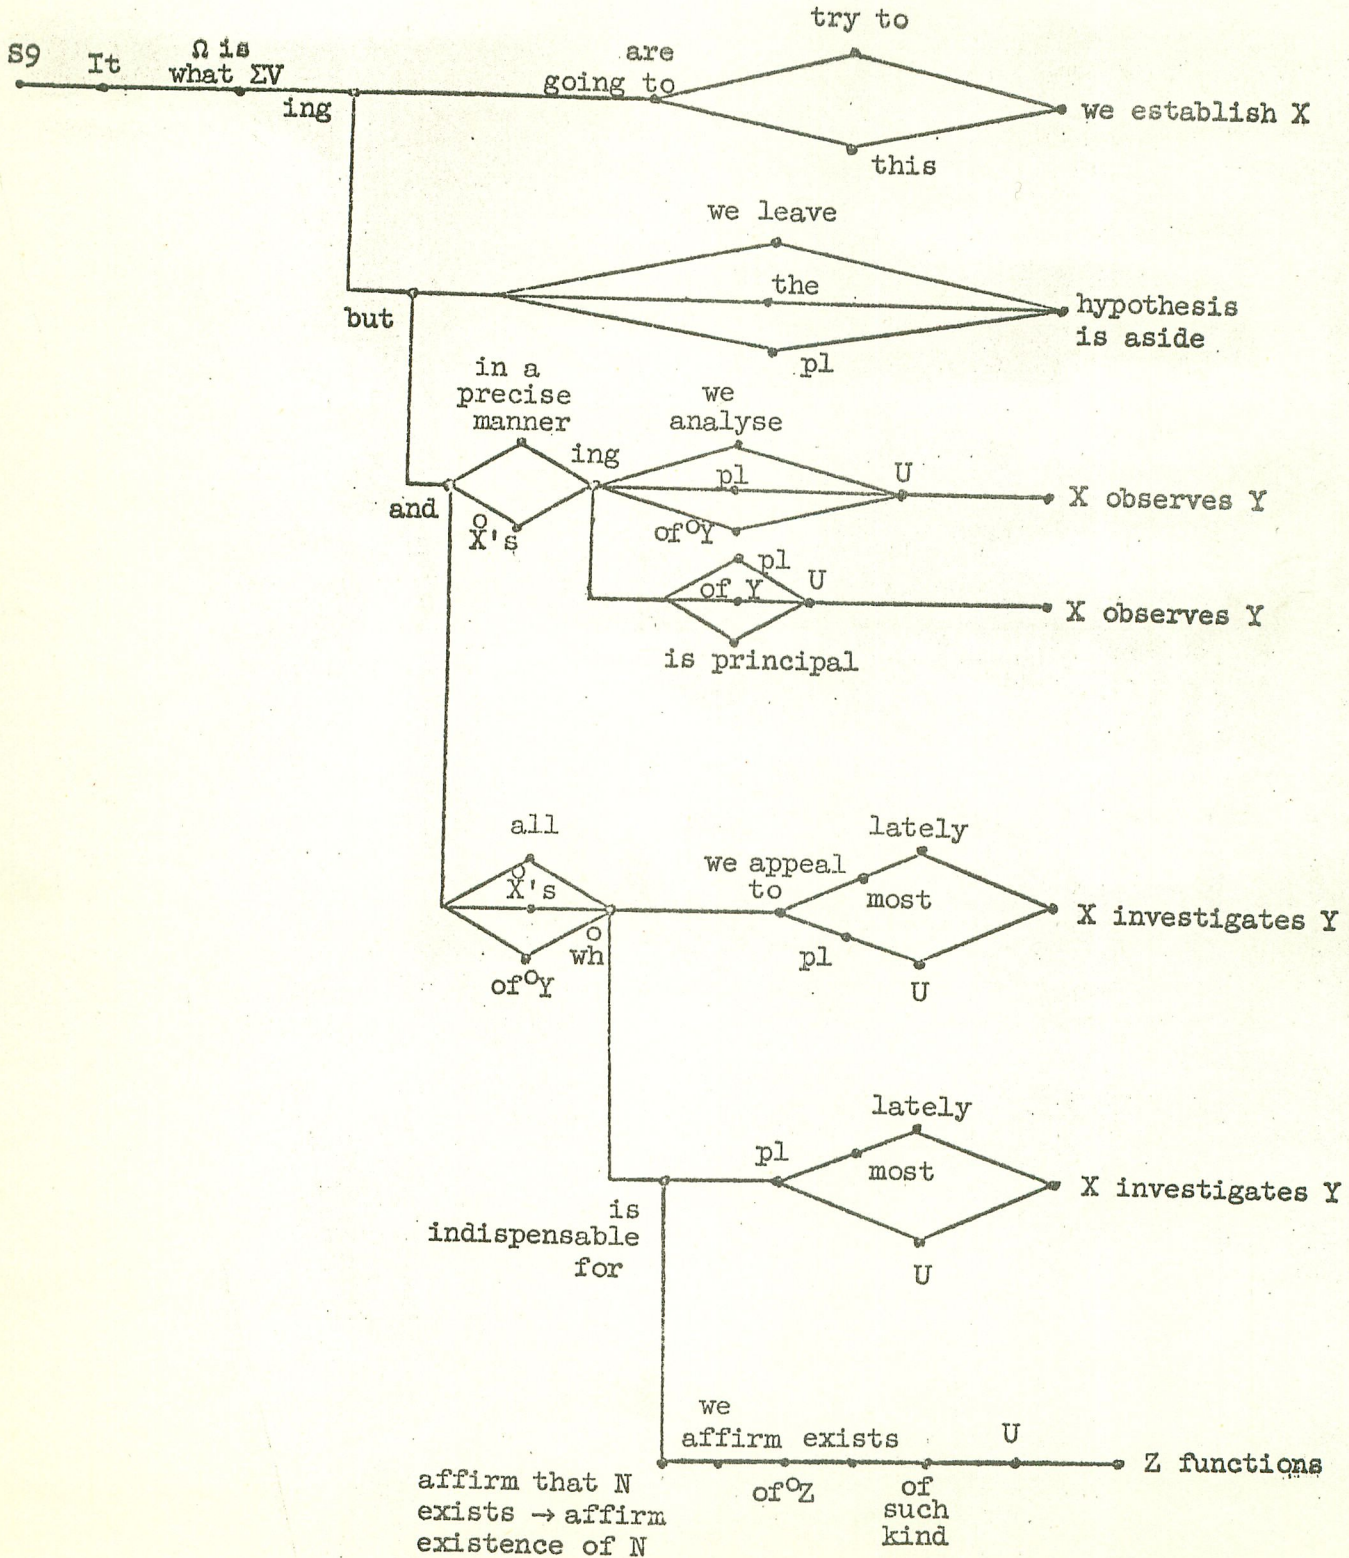 try to
S9
It
Ω is
what ΣV
ing
are
going to
we establish X
this
we leave
the
but
hypothesis
is aside
pl
in a
precise
manner
we
analyse
ing
pl
U
and
X observes Y
o
X's
of°Y
pl
of Y
U
X observes Y
is principal
all
o
X's
lately
we appeal
to
most
X investigates Y
o
wh
pl
of°Y
U
lately
pl
most
X investigates Y
is
indispensable
for
U
we
affirm exists
U
Z functions
affirm that N
exists → affirm
existence of N
of°Z
of
such
kind